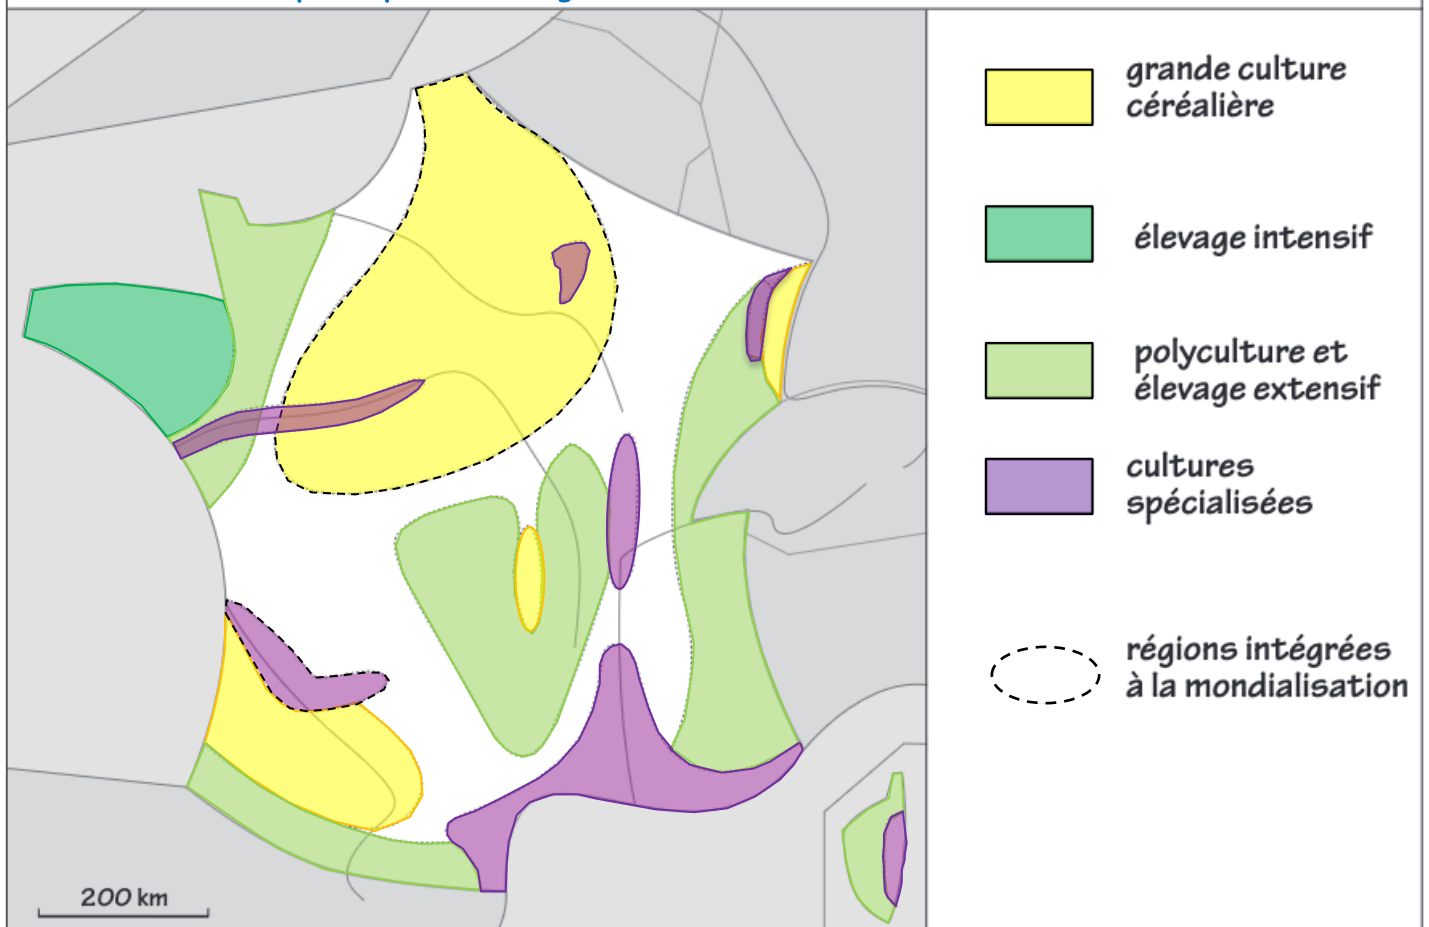 grande culture
céréalière
élevage intensif
polyculture et
élevage extensif
cultures
spécialisées
régions intégrées
à la mondialisation
200 km